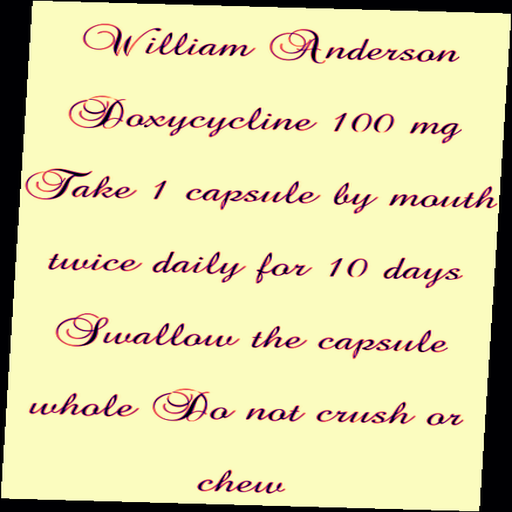 William Anderson
Doxycycline 100 mg
Take 1 capsule by mouth
twice daily for 10 days
Swallow the capsule
whole Do not crush or
chew